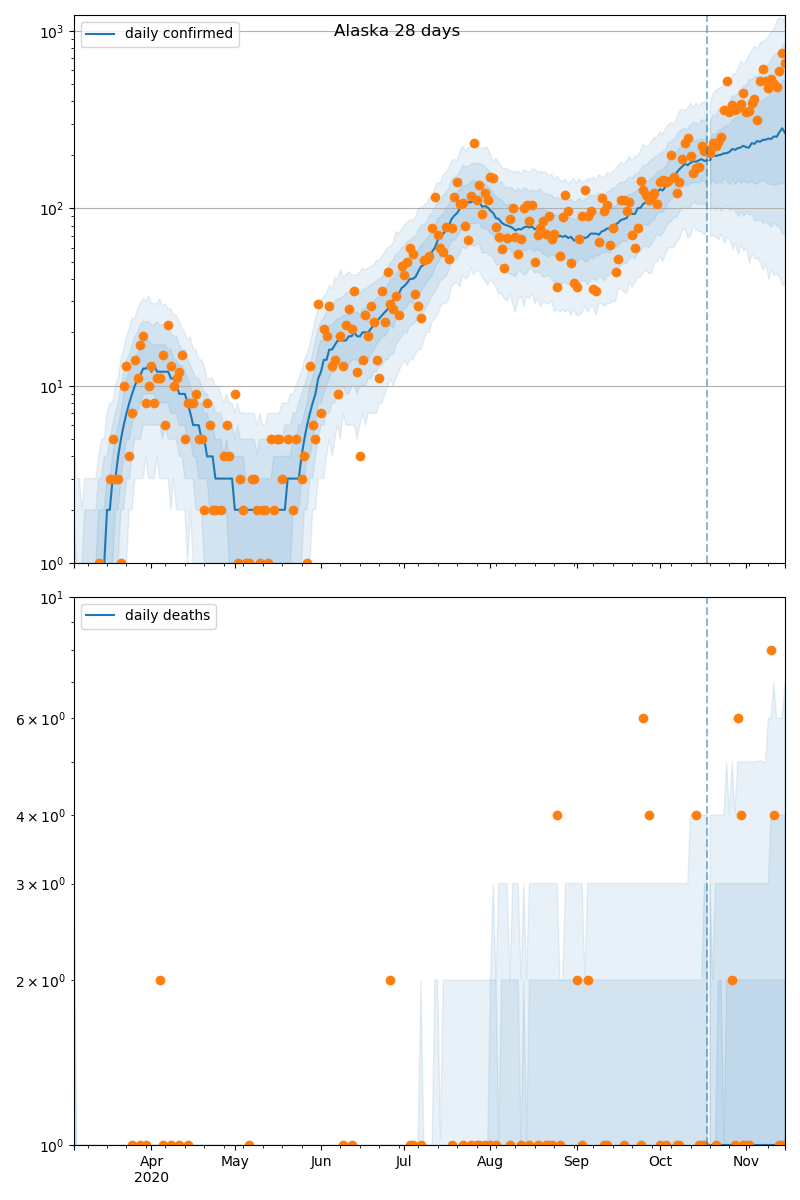 Alaska 28 days
daily confirmed
10³
10²
10¹
10⁰
daily deaths
10¹
6 × 10⁰
4 × 10⁰
3 × 10⁰
2 × 10⁰
10⁰
Apr May Jun Jul Aug Sep Oct Nov
2020